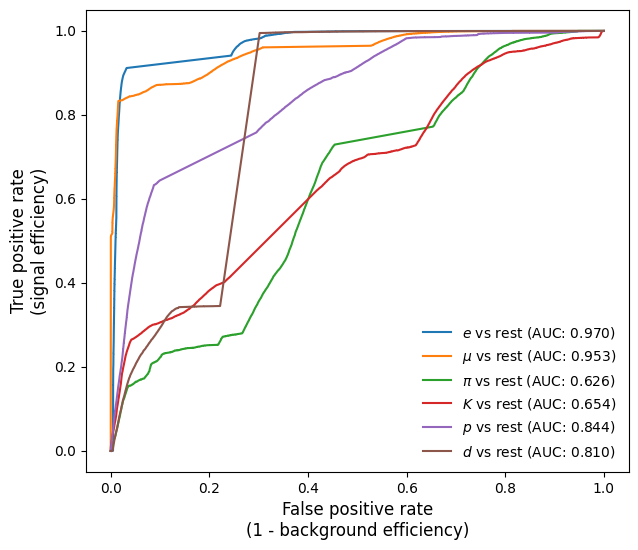 True positive rate
(signal efficiency)
1.0
0.8
0.6
0.4
0.2
0.0
0.0 0.2 0.4 0.6 0.8 1.0
False positive rate
(1 - background efficiency)
e vs rest (AUC: 0.970)
μ vs rest (AUC: 0.953)
π vs rest (AUC: 0.626)
K vs rest (AUC: 0.654)
p vs rest (AUC: 0.844)
d vs rest (AUC: 0.810)